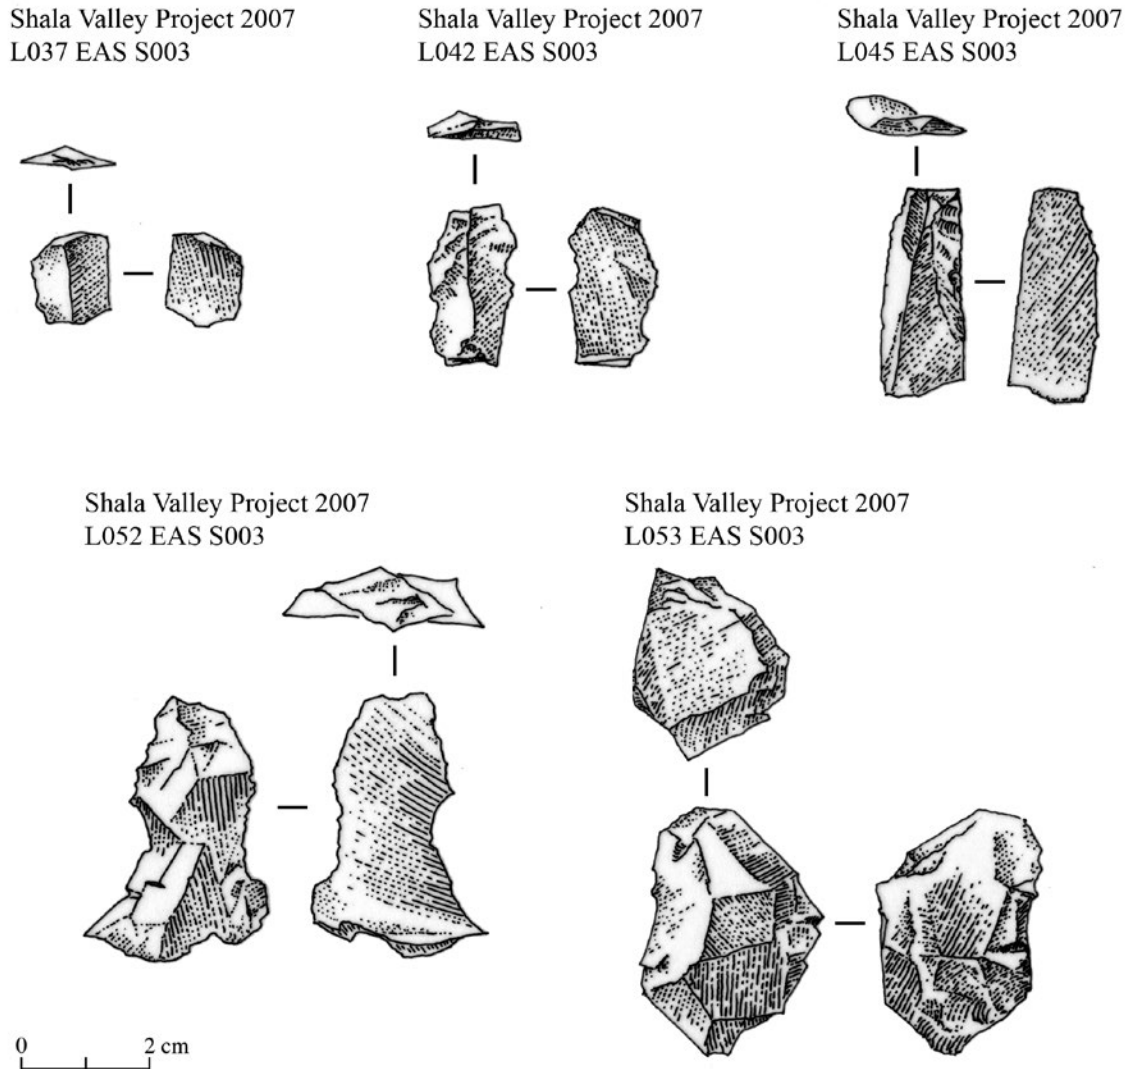 Shala Valley Project 2007
L037 EAS S003
Shala Valley Project 2007
L042 EAS S003
Shala Valley Project 2007
L045 EAS S003
Shala Valley Project 2007
L052 EAS S003
Shala Valley Project 2007
L053 EAS S003
0 2 cm